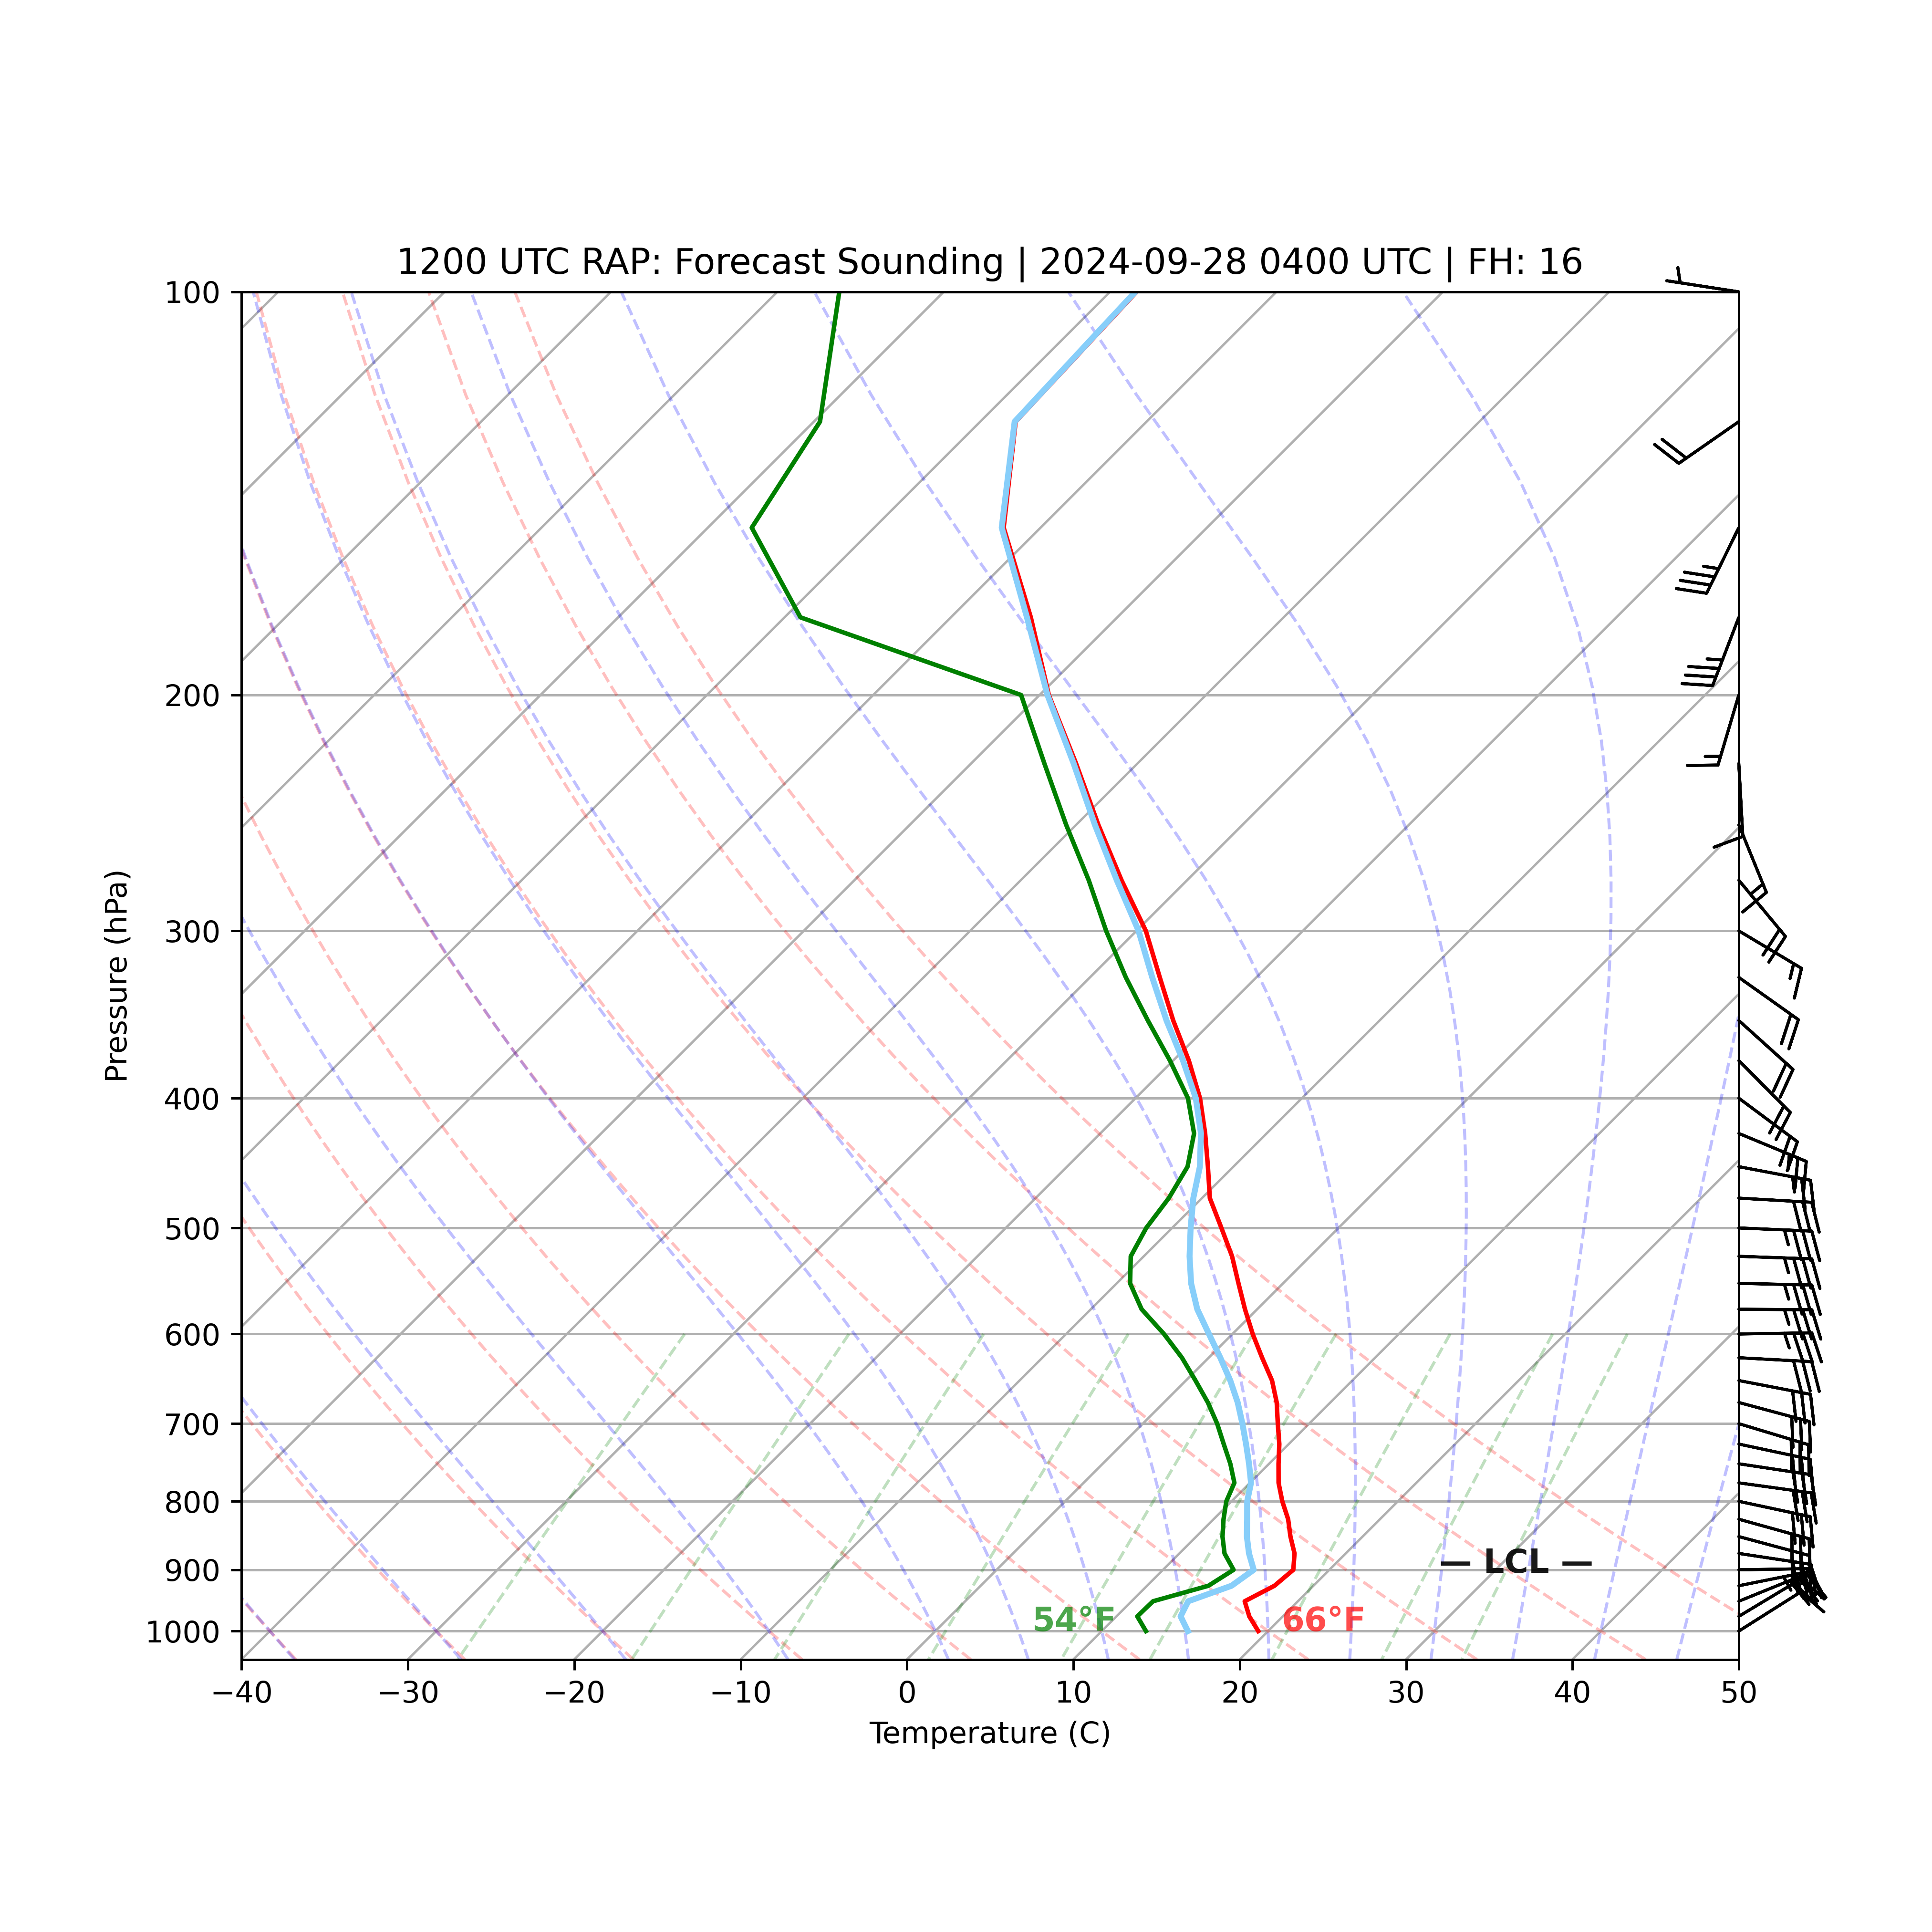 1200 UTC RAP: Forecast Sounding | 2024-09-28 0400 UTC | FH: 16
100
200
300
400
500
600
700
800
900
1000
Pressure (hPa)
— LCL —
54°F
66°F
−40 −30 −20 −10 0 10 20 30 40 50
Temperature (C)